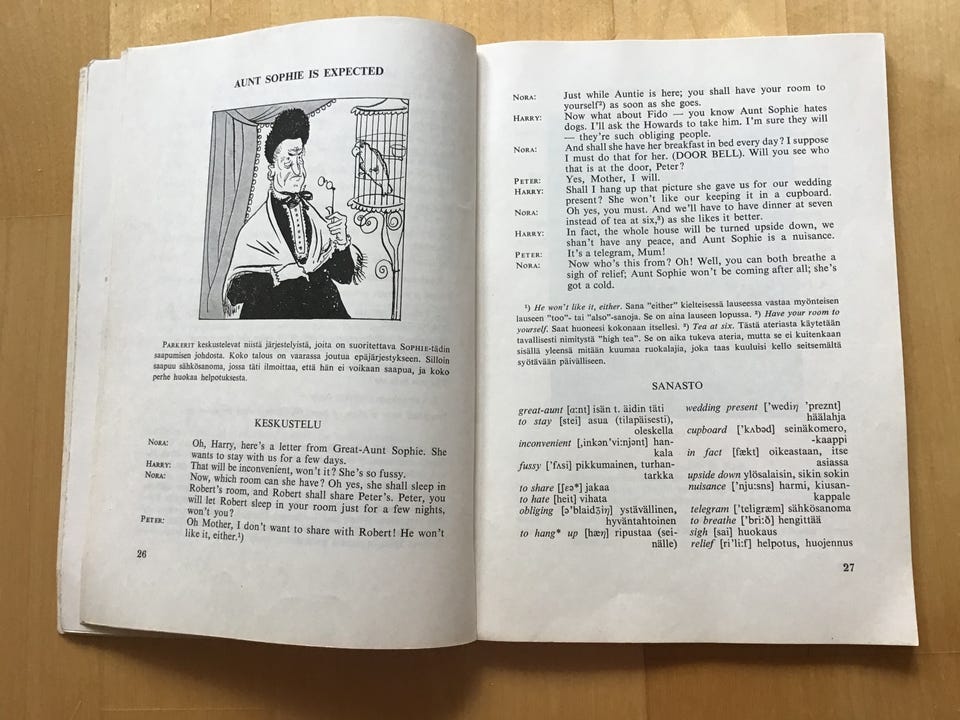 AUNT SOPHIE IS EXPECTED
PARKERIT keskustelevat niistä järjestelyistä, joita on suoritettava SOPHIE-tädin
saapumisen johdosta. Koko talous on vaarassa joutua epäjärjestykseen. Silloin
saapuu sähkösanoma, jossa täti ilmoittaa, että hän ei voikaan saapua, ja koko
perhe huokaa helpotuksesta.
KESKUSTELU
NORA: Oh, Harry, here's a letter from Great-Aunt Sophie. She
wants to stay with us for a few days.
HARRY: That will be inconvenient, won't it? She's so fussy.
NORA: Now, which room can she have? Oh yes, she shall sleep in
Robert's room, and Robert shall share Peter's. Peter, you
will let Robert sleep in your room just for a few nights,
won't you?
PETER: Oh Mother, I don't want to share with Robert! He won't
like it, either.¹)
26
NORA: Just while Auntie is here; you shall have your room to
yourself²) as soon as she goes.
HARRY: Now what about Fido — you know Aunt Sophie hates
dogs. I'll ask the Howards to take him. I'm sure they will
— they're such obliging people.
NORA: And shall she have her breakfast in bed every day? I suppose
I must do that for her. (DOOR BELL). Will you see who
that is at the door, Peter?
PETER: Yes, Mother, I will.
HARRY: Shall I hang up that picture she gave us for our wedding
present? She won't like our keeping it in a cupboard.
NORA: Oh yes, you must. And we'll have to have dinner at seven
instead of tea at six,³) as she likes it better.
HARRY: In fact, the whole house will be turned upside down, we
shan't have any peace, and Aunt Sophie is a nuisance.
PETER: It's a telegram, Mum!
NORA: Now who's this from? Oh! Well, you can both breathe a
sigh of relief; Aunt Sophie won't be coming after all; she's
got a cold.
¹) He won't like it, either. Sana "either" kielteisessä lauseessa vastaa myönteisen
lauseen "too"- tai "also"-sanoja. Se on aina lauseen lopussa. ²) Have your room to
yourself. Saat huoneesi kokonaan itsellesi. ³) Tea at six. Tästä ateriasta käytetään
tavallisesti nimitystä "high tea". Se on aika tukeva ateria, mutta se ei kuitenkaan
sisällä yleensä mitään kuumaa ruokalajia, joka taas kuuluisi kello seitsemältä
syötävään päivälliseen.
SANASTO
great-aunt [ɑ:nt] isän t. äidin täti
to stay [stei] asua (tilapäisesti),
oleskella
inconvenient [ˌinkənˈvi:njənt] han-
kala
fussy ['fʌsi] pikkumainen, turhan-
tarkka
to share [ʃɛə*] jakaa
to hate [heit] vihata
obliging [ə'blaidʒiŋ] ystävällinen,
hyväntahtoinen
to hang* up [hæŋ] ripustaa (sei-
nälle)
wedding present ['wediŋ 'preznt]
häälahja
cupboard ['kʌbəd] seinäkomero,
-kaappi
in fact [fækt] oikeastaan, itse
asiassa
upside down ylösalaisin, sikin sokin
nuisance ['nju:sns] harmi, kiusan-
kappale
telegram ['teligræm] sähkösanoma
to breathe ['bri:ð] hengittää
sigh [sai] huokaus
relief [ri'li:f] helpotus, huojennus
27